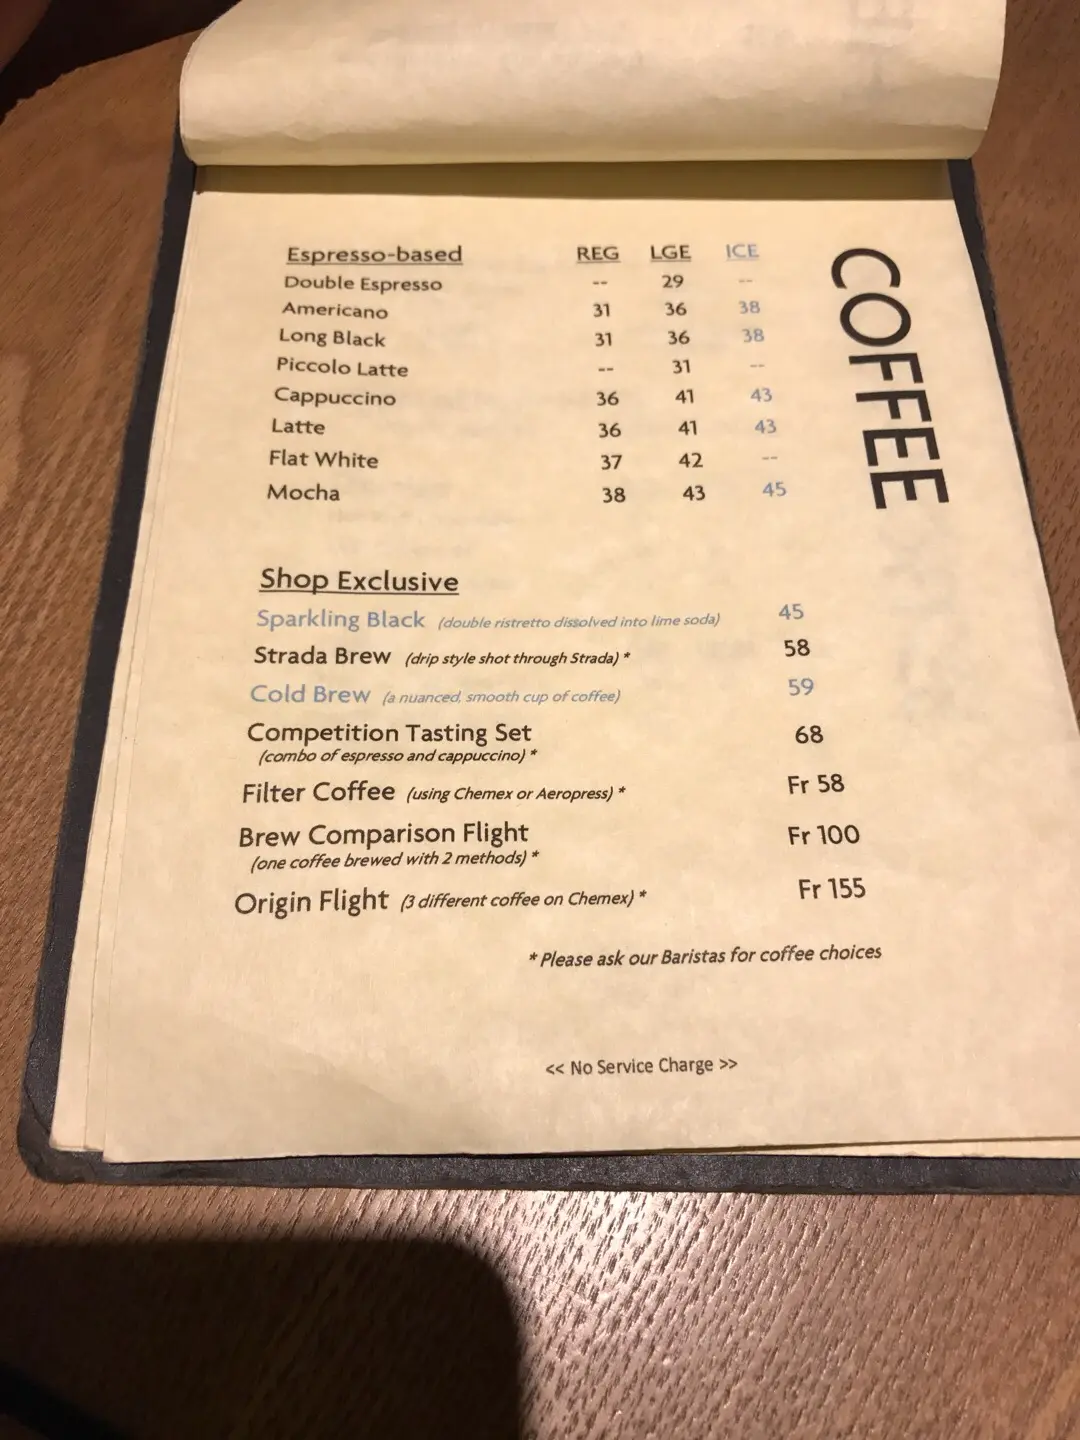 COFFEE
Espresso-based REG LGE ICE
Double Espresso -- 29 --
Americano 31 36 38
Long Black 31 36 38
Piccolo Latte -- 31 --
Cappuccino 36 41 43
Latte 36 41 43
Flat White 37 42 --
Mocha 38 43 45
Shop Exclusive
Sparkling Black (double ristretto dissolved into lime soda) 45
Strada Brew (drip style shot through Strada) * 58
Cold Brew (a nuanced, smooth cup of coffee) 59
Competition Tasting Set 68
(combo of espresso and cappuccino) *
Filter Coffee (using Chemex or Aeropress) * Fr 58
Brew Comparison Flight Fr 100
(one coffee brewed with 2 methods) *
Origin Flight (3 different coffee on Chemex) * Fr 155
* Please ask our Baristas for coffee choices
<< No Service Charge >>